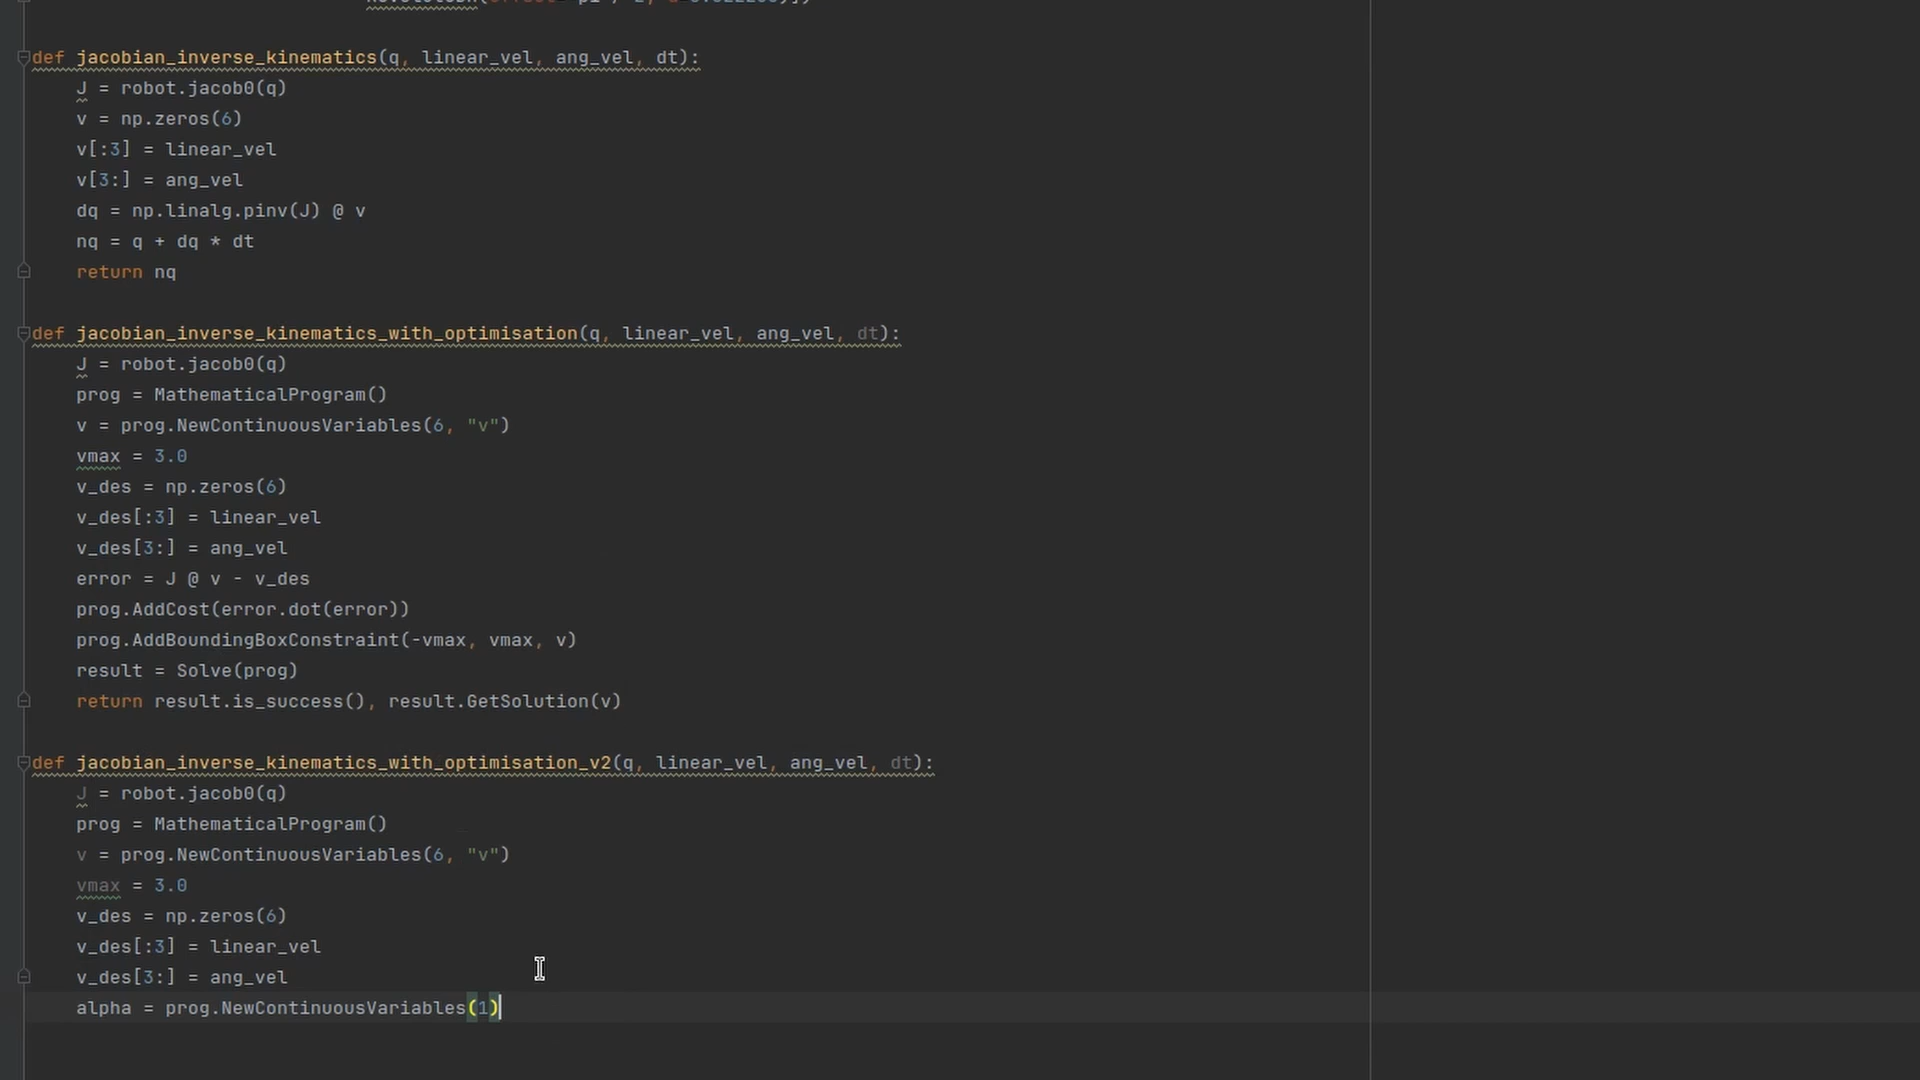 def jacobian_inverse_kinematics(q, linear_vel, ang_vel, dt):
    J = robot.jacob0(q)
    v = np.zeros(6)
    v[:3] = linear_vel
    v[3:] = ang_vel
    dq = np.linalg.pinv(J) @ v
    nq = q + dq * dt
    return nq
def jacobian_inverse_kinematics_with_optimisation(q, linear_vel, ang_vel, dt):
    J = robot.jacob0(q)
    prog = MathematicalProgram()
    v = prog.NewContinuousVariables(6, "v")
    vmax = 3.0
    v_des = np.zeros(6)
    v_des[:3] = linear_vel
    v_des[3:] = ang_vel
    error = J @ v - v_des
    prog.AddCost(error.dot(error))
    prog.AddBoundingBoxConstraint(-vmax, vmax, v)
    result = Solve(prog)
    return result.is_success(), result.GetSolution(v)
def jacobian_inverse_kinematics_with_optimisation_v2(q, linear_vel, ang_vel, dt):
    J = robot.jacob0(q)
    prog = MathematicalProgram()
    v = prog.NewContinuousVariables(6, "v")
    vmax = 3.0
    v_des = np.zeros(6)
    v_des[:3] = linear_vel
    v_des[3:] = ang_vel
    alpha = prog.NewContinuousVariables(1)